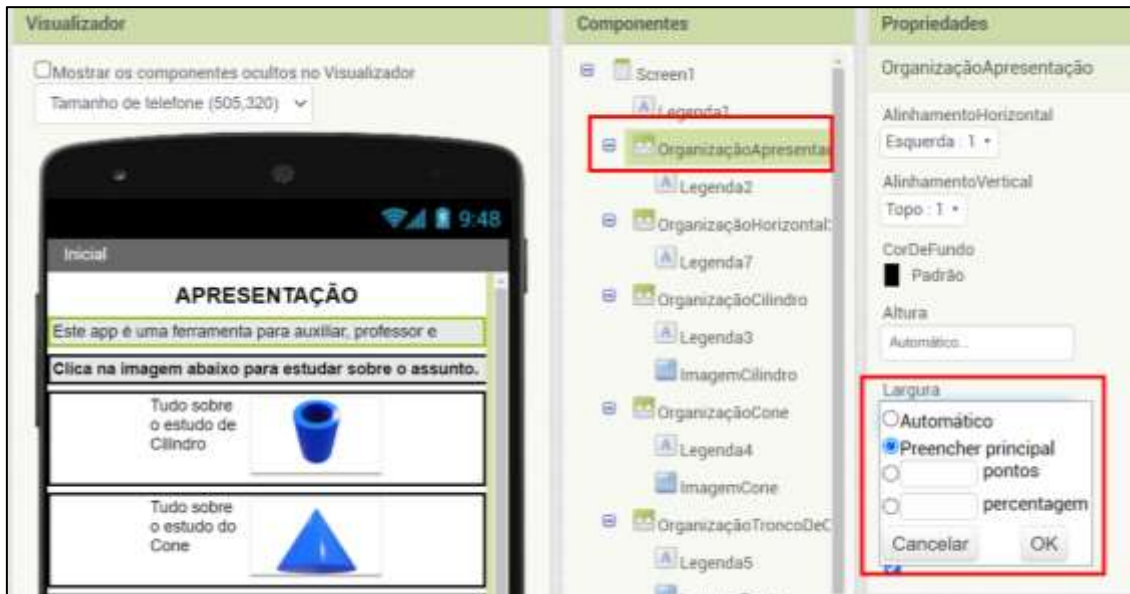 Visualizador
Mostrar os componentes ocultos no Visualizador
Tamanho de telefone (505,320)
9:48
Inicial
APRESENTAÇÃO
Este app é uma ferramenta para auxiliar, professor e
Clica na imagem abaixo para estudar sobre o assunto.
Tudo sobre
o estudo de
Cilindro
Tudo sobre
o estudo do
Cone
Componentes
Screen1
Legenda1
OrganizaçãoApresentaç
Legenda2
OrganizaçãoHorizontal
Legenda7
OrganizaçãoCilindro
Legenda3
ImagemCilindro
OrganizaçãoCone
Legenda4
ImagemCone
OrganizaçãoTroncoDeC
Legenda5
Propriedades
OrganizaçãoApresentação
AlinhamentoHorizontal
Esquerda : 1
AlinhamentoVertical
Topo : 1
CorDeFundo
Padrão
Altura
Automático...
Largura
Automático
Preencher principal
pontos
percentagem
Cancelar OK